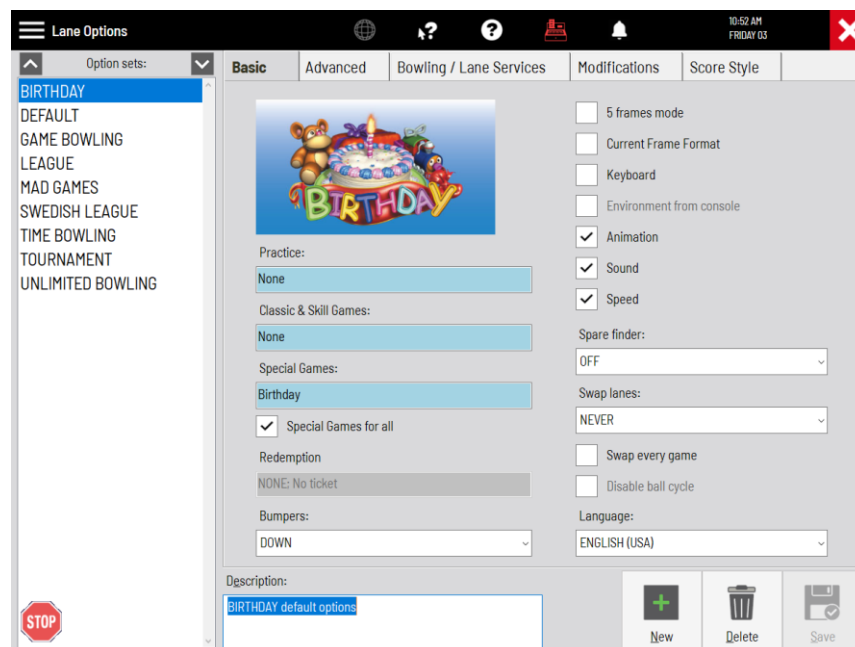 Lane Options
?
?
10:52 AM
FRIDAY 03
Option sets:
BIRTHDAY
DEFAULT
GAME BOWLING
LEAGUE
MAD GAMES
SWEDISH LEAGUE
TIME BOWLING
TOURNAMENT
UNLIMITED BOWLING
STOP
Basic
Advanced
Bowling / Lane Services
Modifications
Score Style
BIRTHDAY
Practice:
None
Classic & Skill Games:
None
Special Games:
Birthday
Special Games for all
Redemption
NONE: No ticket
Bumpers:
DOWN
5 frames mode
Current Frame Format
Keyboard
Environment from console
Animation
Sound
Speed
Spare finder:
OFF
Swap lanes:
NEVER
Swap every game
Disable ball cycle
Language:
ENGLISH (USA)
Description:
BIRTHDAY default options
New
Delete
Save